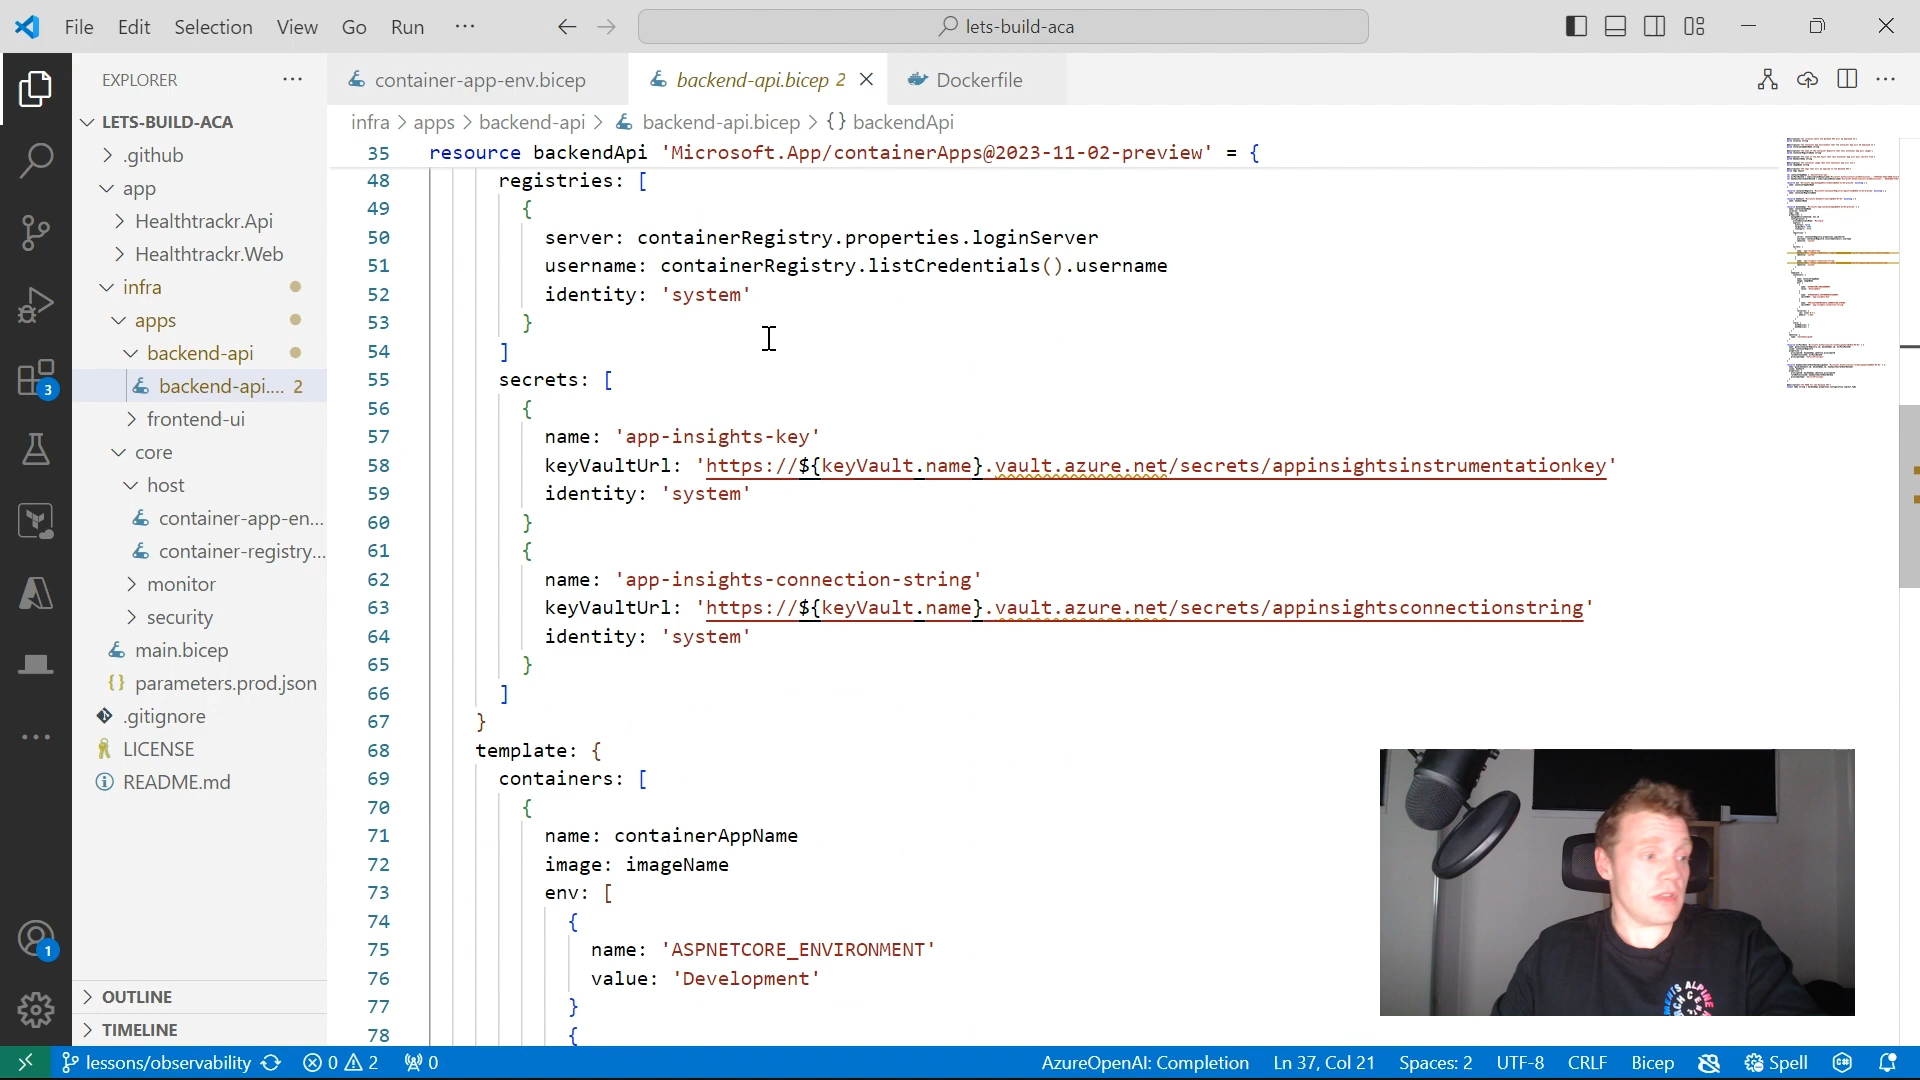 File Edit Selection View Go Run ··· lets-build-aca
EXPLORER ···
container-app-env.bicep
backend-api.bicep 2
Dockerfile
LETS-BUILD-ACA
.github
app
Healthtrackr.Api
Healthtrackr.Web
infra
apps
backend-api
backend-api.... 2
frontend-ui
core
host
container-app-en...
container-registry...
monitor
security
main.bicep
{} parameters.prod.json
.gitignore
LICENSE
README.md
OUTLINE
TIMELINE
3
1
infra > apps > backend-api > backend-api.bicep > {} backendApi
35 resource backendApi 'Microsoft.App/containerApps@2023-11-02-preview' = {
48 registries: [
49 {
50 server: containerRegistry.properties.loginServer
51 username: containerRegistry.listCredentials().username
52 identity: 'system'
53 }
54 ]
55 secrets: [
56 {
57 name: 'app-insights-key'
58 keyVaultUrl: 'https://${keyVault.name}.vault.azure.net/secrets/appinsightsinstrumentationkey'
59 identity: 'system'
60 }
61 {
62 name: 'app-insights-connection-string'
63 keyVaultUrl: 'https://${keyVault.name}.vault.azure.net/secrets/appinsightsconnectionstring'
64 identity: 'system'
65 }
66 ]
67 }
68 template: {
69 containers: [
70 {
71 name: containerAppName
72 image: imageName
73 env: [
74 {
75 name: 'ASPNETCORE_ENVIRONMENT'
76 value: 'Development'
77 }
78 {
lessons/observability 0 2 0 AzureOpenAI: Completion Ln 37, Col 21 Spaces: 2 UTF-8 CRLF Bicep Spell